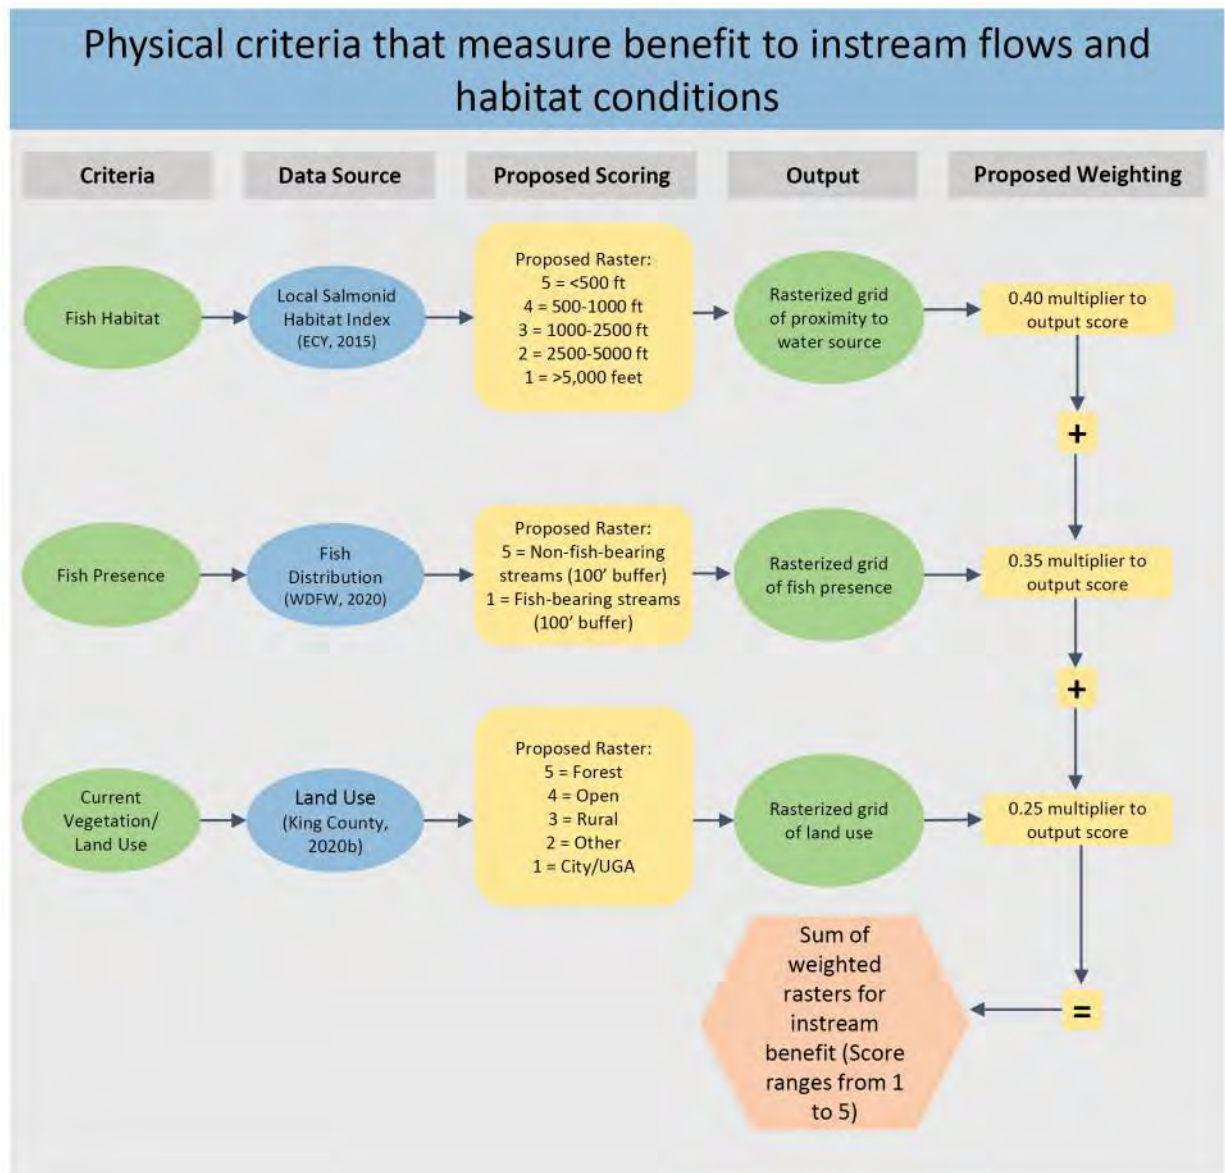 Physical criteria that measure benefit to instream flows and
habitat conditions
Criteria
Data Source
Proposed Scoring
Output
Proposed Weighting
Fish Habitat
Local Salmonid
Habitat Index
(ECY, 2015)
Proposed Raster:
5 = <500 ft
4 = 500-1000 ft
3 = 1000-2500 ft
2 = 2500-5000 ft
1 = >5,000 feet
Rasterized grid
of proximity to
water source
0.40 multiplier to
output score
+
Fish Presence
Fish
Distribution
(WDFW, 2020)
Proposed Raster:
5 = Non-fish-bearing
streams (100' buffer)
1 = Fish-bearing streams
(100' buffer)
Rasterized grid
of fish presence
0.35 multiplier to
output score
+
Current
Vegetation/
Land Use
Land Use
(King County,
2020b)
Proposed Raster:
5 = Forest
4 = Open
3 = Rural
2 = Other
1 = City/UGA
Rasterized grid
of land use
0.25 multiplier to
output score
=
Sum of
weighted
rasters for
instream
benefit (Score
ranges from 1
to 5)